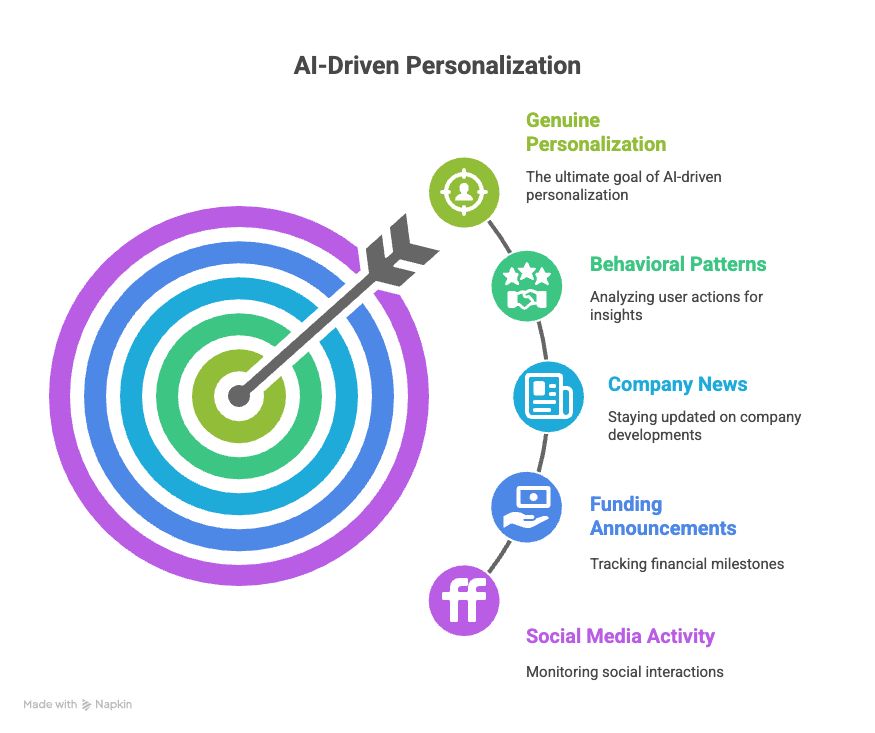 AI-Driven Personalization
Genuine
Personalization
The ultimate goal of AI-driven
personalization
Behavioral Patterns
Analyzing user actions for
insights
Company News
Staying updated on company
developments
Funding
Announcements
Tracking financial milestones
ff
Social Media Activity
Monitoring social interactions
Made with Napkin